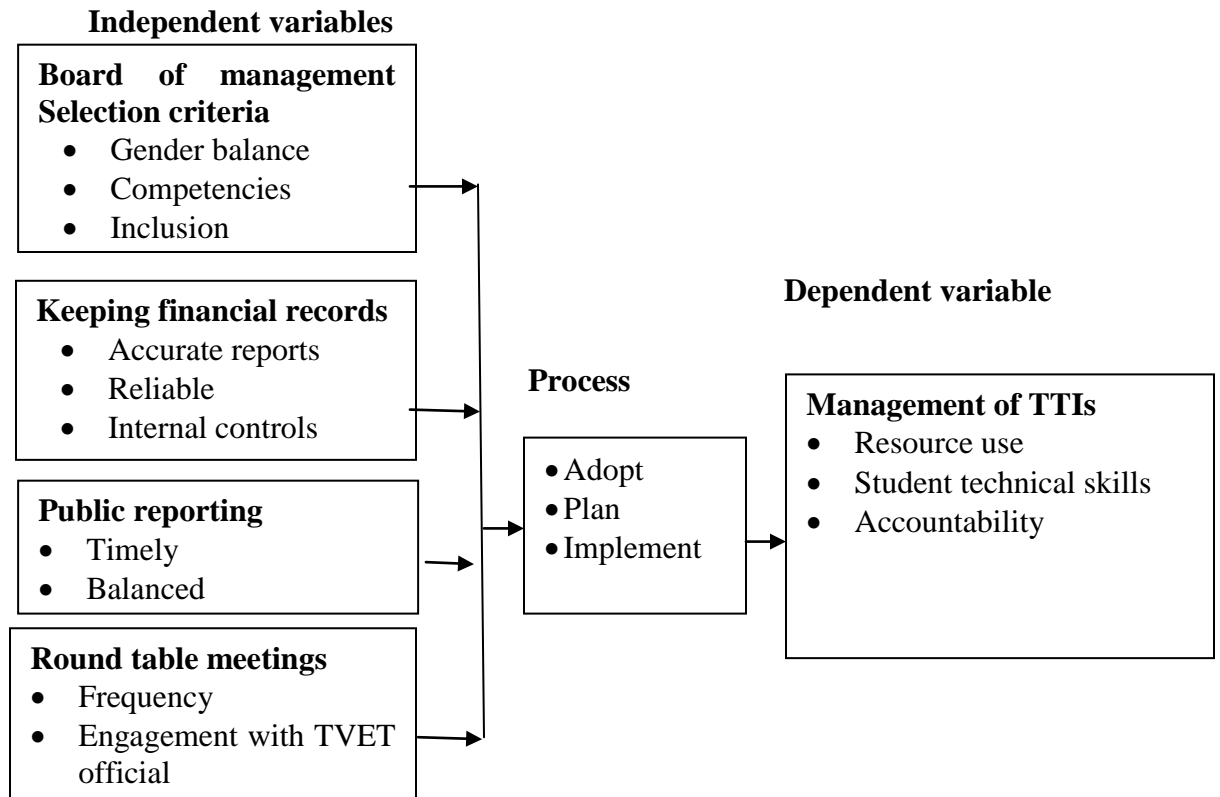 Independent variables
Board of management
Selection criteria
• Gender balance
• Competencies
• Inclusion
Keeping financial records
• Accurate reports
• Reliable
• Internal controls
Public reporting
• Timely
• Balanced
Round table meetings
• Frequency
• Engagement with TVET
official
Process
• Adopt
• Plan
• Implement
Dependent variable
Management of TTIs
• Resource use
• Student technical skills
• Accountability